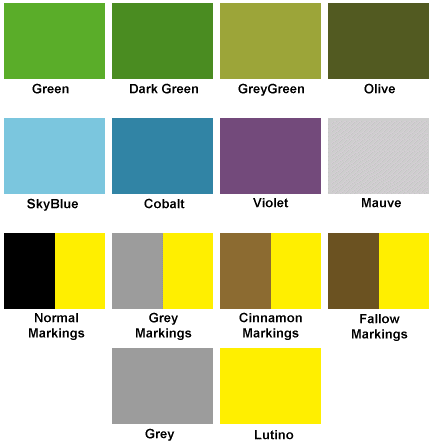 Green
Dark Green
GreyGreen
Olive
SkyBlue
Cobalt
Violet
Mauve
Normal
Markings
Grey
Markings
Cinnamon
Markings
Fallow
Markings
Grey
Lutino